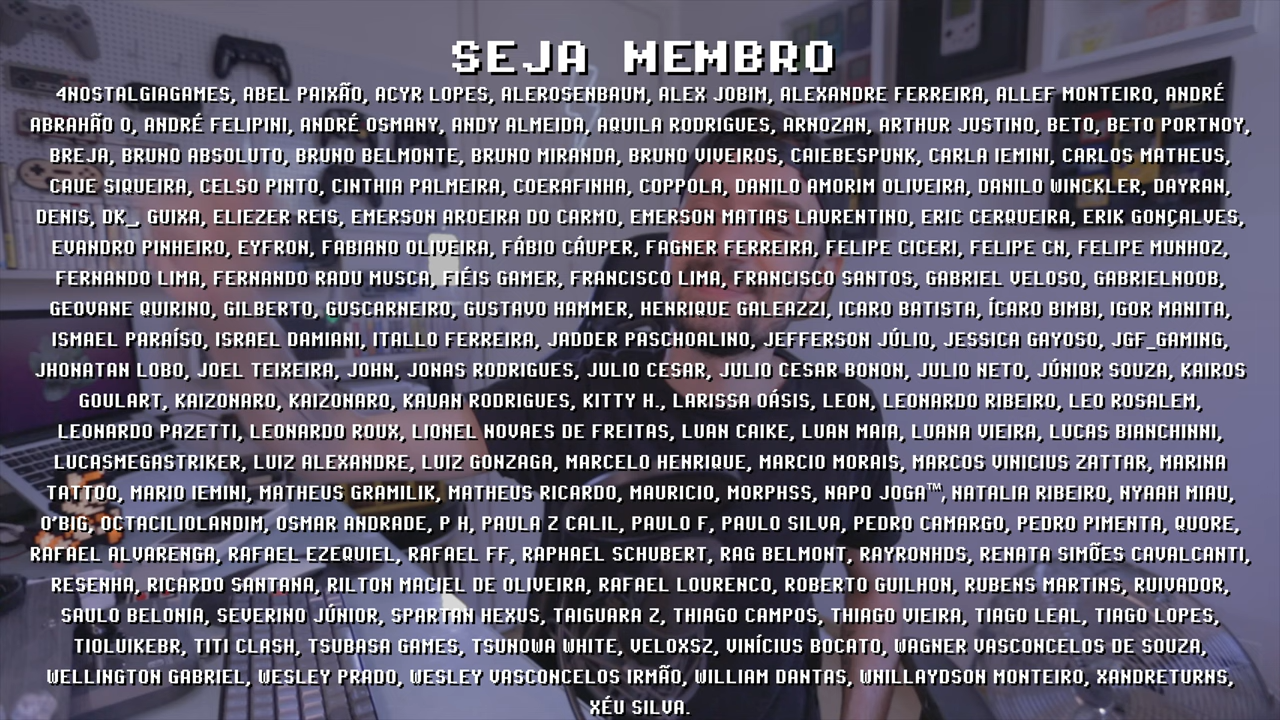 SEJA MEMBRO
4NOSTALGIAGAMES, ABEL PAIXÃO, ACYR LOPES, ALEROSENBAUM, ALEX JOBIM, ALEXANDRE FERREIRA, ALLEF MONTEIRO, ANDRÉ
ABRAHÃO O, ANDRÉ FELIPINI, ANDRÉ OSMANY, ANDY ALMEIDA, AQUILA RODRIGUES, ARNOZAN, ARTHUR JUSTINO, BETO, BETO PORTNOY,
BREJA, BRUNO ABSOLUTO, BRUNO BELMONTE, BRUNO MIRANDA, BRUNO VIVEIROS, CAIEBESPUNK, CARLA IEMINI, CARLOS MATHEUS,
CAUE SIQUEIRA, CELSO PINTO, CINTHIA PALMEIRA, COERAFINHA, COPPOLA, DANILO AMORIM OLIVEIRA, DANILO WINCKLER, DAYRAN,
DENIS, DK_, GUIXA, ELIEZER REIS, EMERSON AROEIRA DO CARMO, EMERSON MATIAS LAURENTINO, ERIC CERQUEIRA, ERIK GONÇALVES,
EVANDRO PINHEIRO, EYFRON, FABIANO OLIVEIRA, FÁBIO CÁUPER, FAGNER FERREIRA, FELIPE CICERI, FELIPE CN, FELIPE MUNHOZ,
FERNANDO LIMA, FERNANDO RADU MUSCA, FIÉIS GAMER, FRANCISCO LIMA, FRANCISCO SANTOS, GABRIEL VELOSO, GABRIELNOOB,
GEOVANE QUIRINO, GILBERTO, GUSCARNEIRO, GUSTAVO HAMMER, HENRIQUE GALEAZZI, ICARO BATISTA, ÍCARO BIMBI, IGOR MANITA,
ISMAEL PARAÍSO, ISRAEL DAMIANI, ITALLO FERREIRA, JADDER PASCHOALINO, JEFFERSON JÚLIO, JESSICA GAYOSO, JGF_GAMING,
JHONATAN LOBO, JOEL TEIXEIRA, JOHN, JONAS RODRIGUES, JULIO CESAR, JULIO CESAR BONON, JULIO NETO, JÚNIOR SOUZA, KAIROS
GOULART, KAIZONARO, KAIZONARO, KAUAN RODRIGUES, KITTY H., LARISSA OÁSIS, LEON, LEONARDO RIBEIRO, LEO ROSALEM,
LEONARDO PAZETTI, LEONARDO ROUX, LIONEL NOVAES DE FREITAS, LUAN CAIKE, LUAN MAIA, LUANA VIEIRA, LUCAS BIANCHINNI,
LUCASMEGASTRIKER, LUIZ ALEXANDRE, LUIZ GONZAGA, MARCELO HENRIQUE, MARCIO MORAIS, MARCOS VINICIUS ZATTAR, MARINA
TATTOO, MARIO IEMINI, MATHEUS GRAMILIK, MATHEUS RICARDO, MAURICIO, MORPHSS, NAPO JOGA™, NATALIA RIBEIRO, NYAAH MIAU,
O'BIG, OCTACILIOLANDIM, OSMAR ANDRADE, P H, PAULA Z CALIL, PAULO F, PAULO SILVA, PEDRO CAMARGO, PEDRO PIMENTA, QUORE,
RAFAEL ALVARENGA, RAFAEL EZEQUIEL, RAFAEL FF, RAPHAEL SCHUBERT, RAG BELMONT, RAYRONHDS, RENATA SIMÕES CAVALCANTI,
RESENHA, RICARDO SANTANA, RILTON MACIEL DE OLIVEIRA, RAFAEL LOURENCO, ROBERTO GUILHON, RUBENS MARTINS, RUIVADOR,
SAULO BELONIA, SEVERINO JÚNIOR, SPARTAN HEXUS, TAIGUARA Z, THIAGO CAMPOS, THIAGO VIEIRA, TIAGO LEAL, TIAGO LOPES,
TIOLUIKEBR, TITI CLASH, TSUBASA GAMES, TSUNOWA WHITE, VELOXSZ, VINÍCIUS BOCATO, WAGNER VASCONCELOS DE SOUZA,
WELLINGTON GABRIEL, WESLEY PRADO, WESLEY VASCONCELOS IRMÃO, WILLIAM DANTAS, WNILLAYDSON MONTEIRO, XANDRETURNS,
XÉU SILVA.